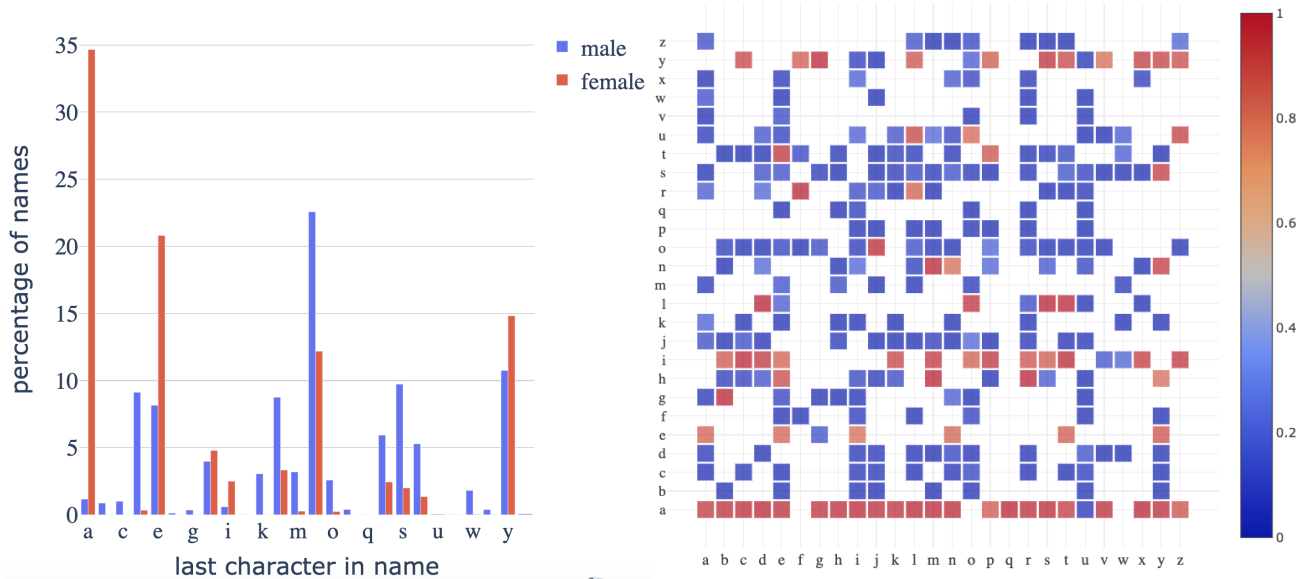 35
30
25
20
15
10
5
0
percentage of names
a c e g i k m o q s u w y
last character in name
male
female
z
y
x
w
v
u
t
s
r
q
p
o
n
m
l
k
j
i
h
g
f
e
d
c
b
a
a b c d e f g h i j k l m n o p q r s t u v w x y z
1
0.8
0.6
0.4
0.2
0